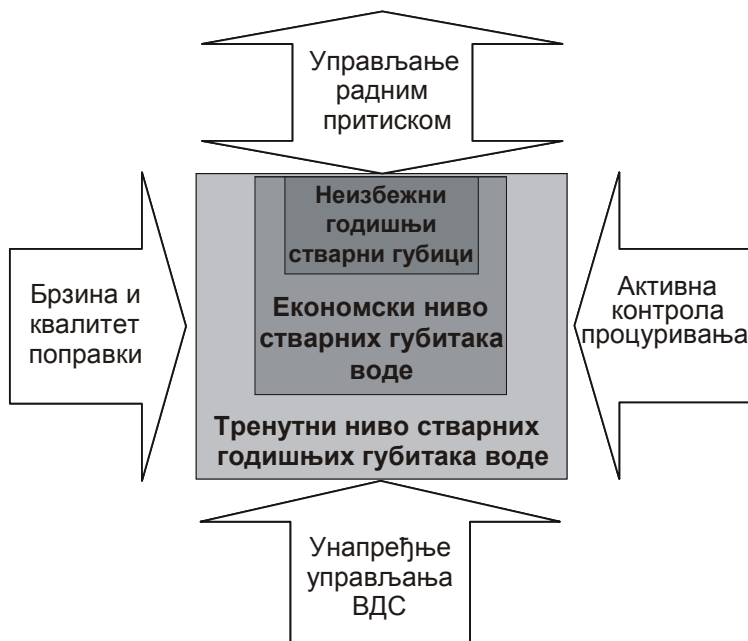 Управљање
радним
притиском
Неизбежни
годишњи
стварни губици
Брзина и
квалитет
поправки
Економски ниво
стварних губитака
воде
Активна
контрола
процуривања
Тренутни ниво стварних
годишњих губитака воде
Унапређње
управљања
ВДС